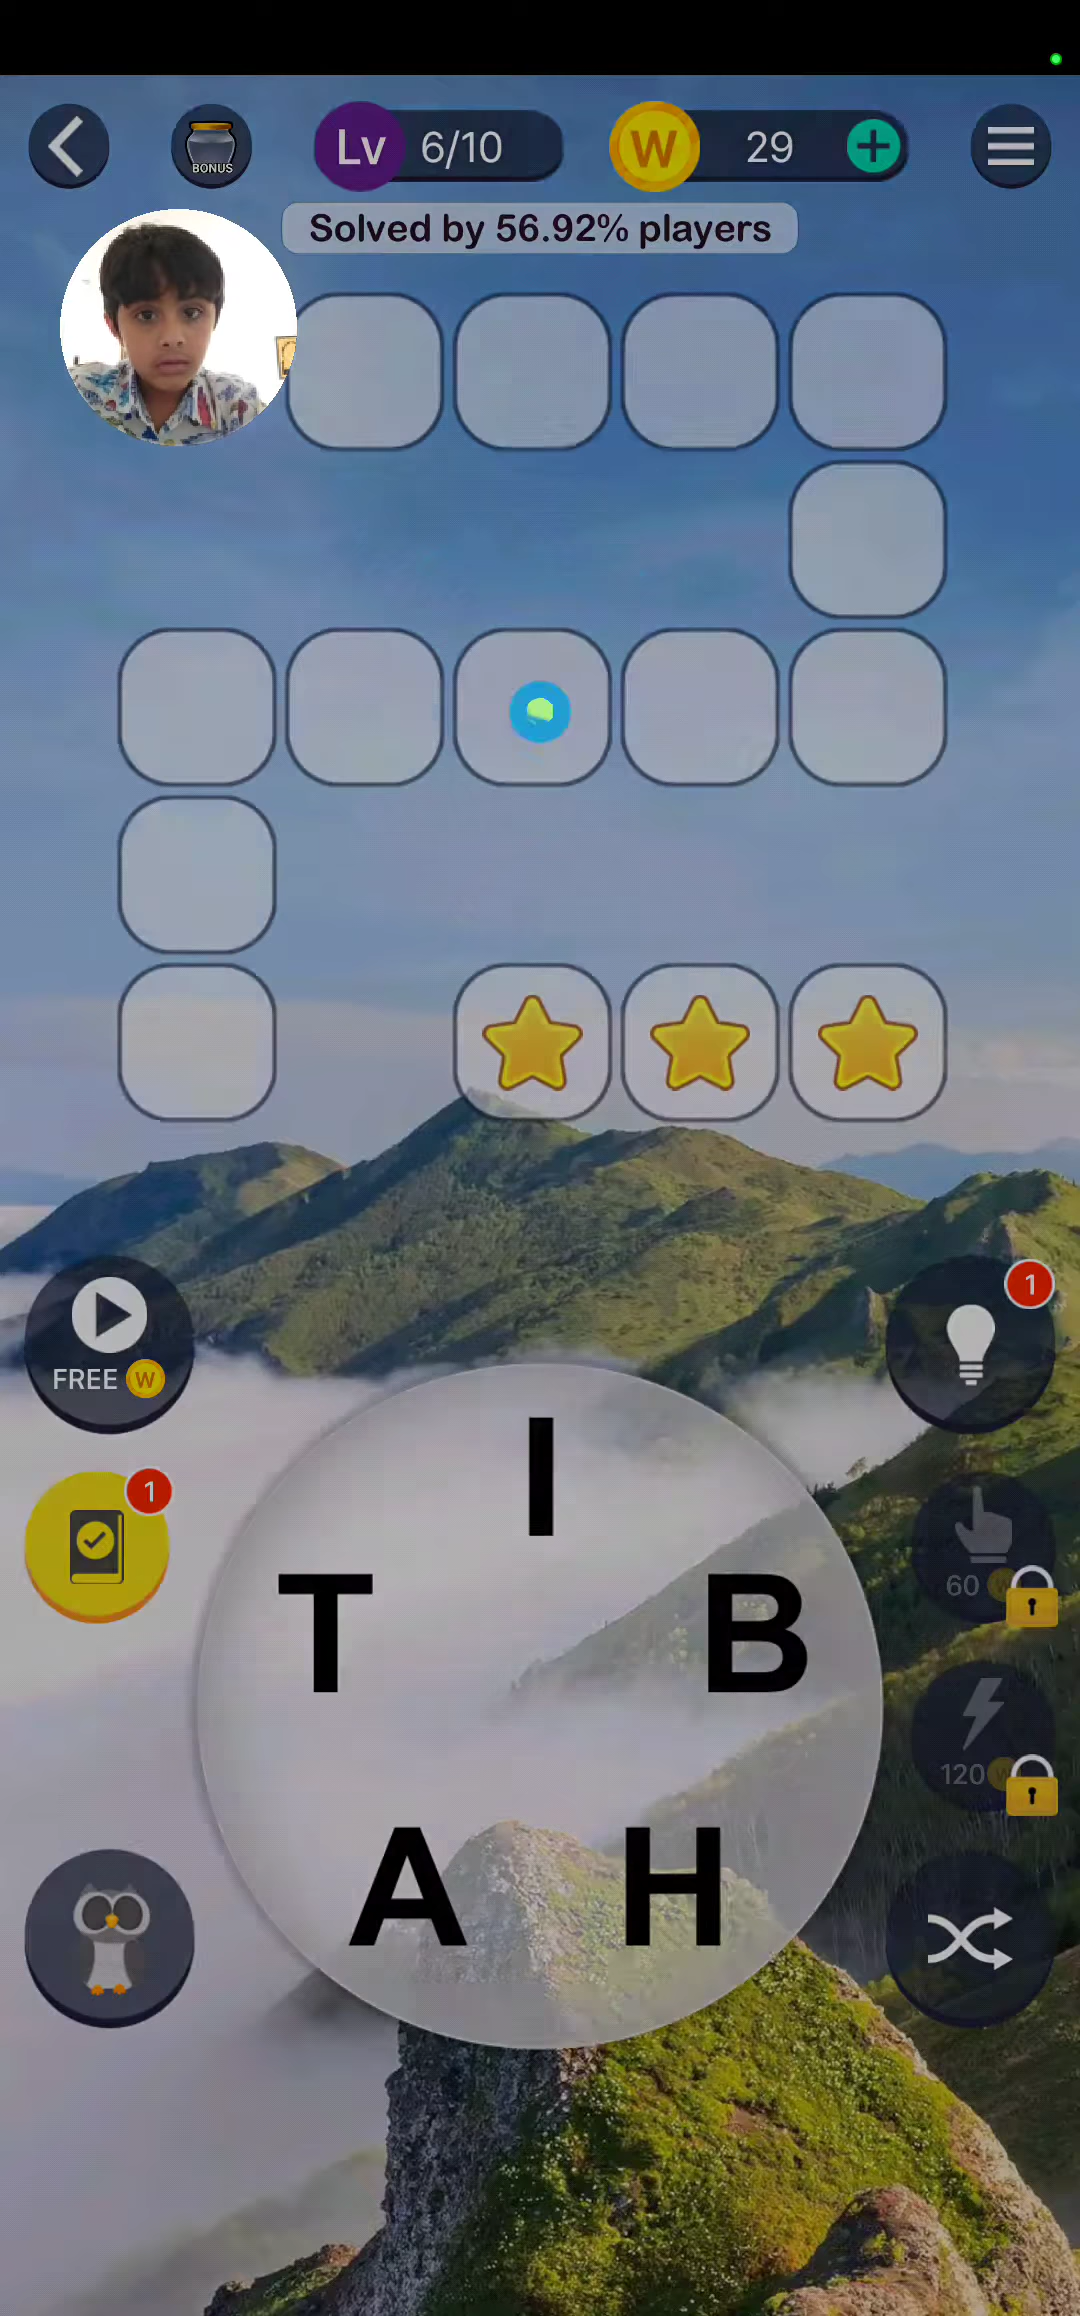 BONUS
Lv 6/10
W 29
Solved by 56.92% players
1
FREE W
1
I
T
B
60
120
A
H